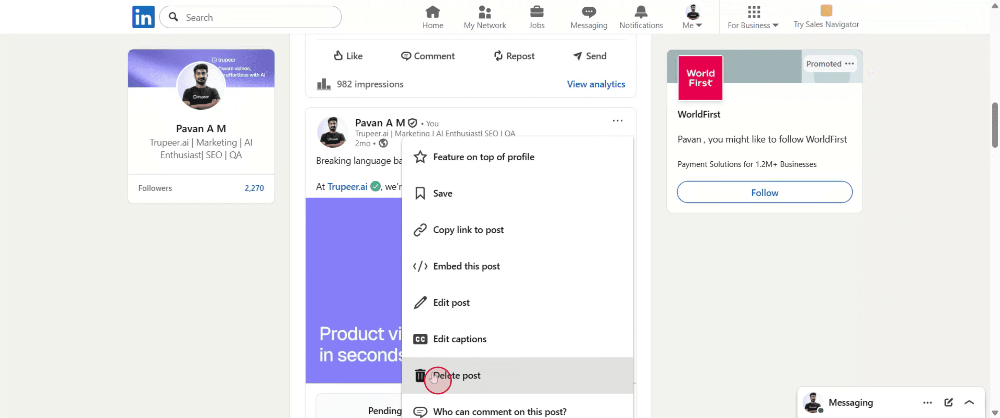 in
Search
Home
My Network
Jobs
Messaging
Notifications
Me
For Business
Try Sales Navigator
trupeer
ftware videos,
e effortless with AI
trupeer
Pavan A M
Trupeer.ai | Marketing | AI
Enthusiast| SEO | QA
Followers 2,270
Like
Comment
Repost
Send
982 impressions
View analytics
Pavan A M • You
Trupeer.ai | Marketing | AI Enthusiast| SEO | QA
2mo •
Breaking language ba
At Trupeer.ai , we'r
Product vi
in seconds
Pending
Feature on top of profile
Save
Copy link to post
</> Embed this post
Edit post
CC Edit captions
Delete post
Who can comment on this post?
Promoted •••
World
First
WorldFirst
Pavan , you might like to follow WorldFirst
Payment Solutions for 1.2M+ Businesses
Follow
Messaging